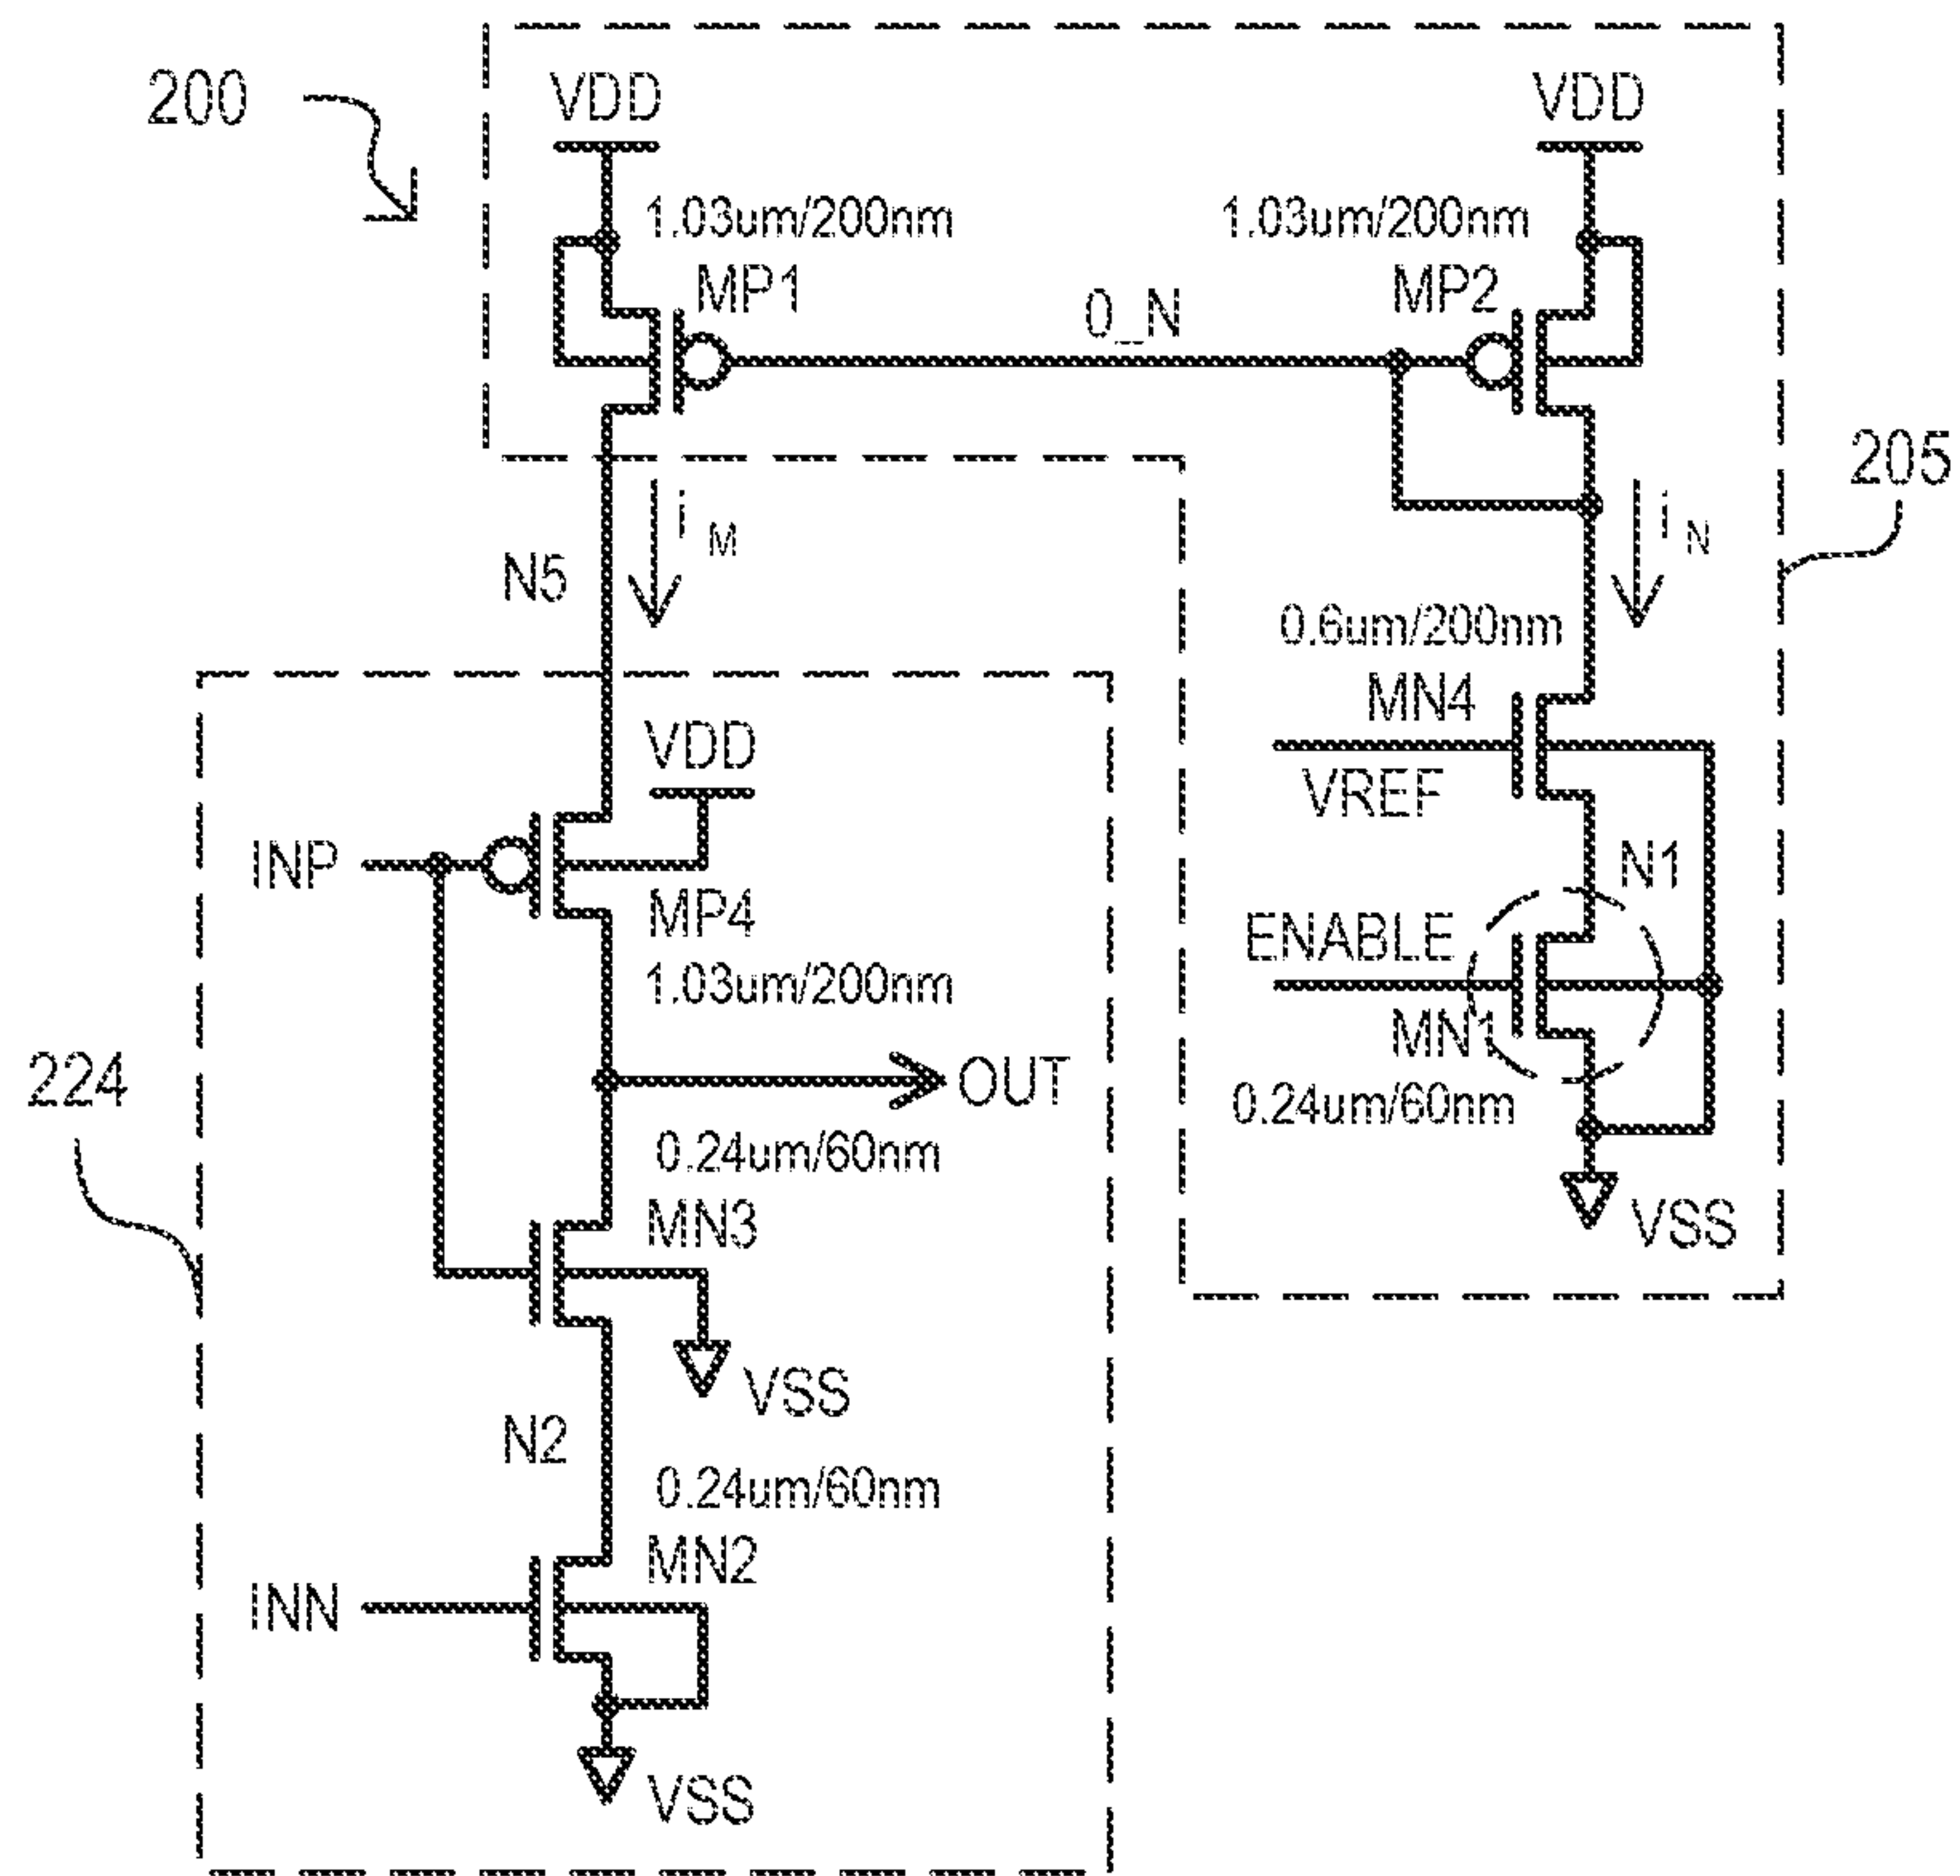 200
VDD
VDD
1.03um/200nm
1.03um/200nm
MP1
0_N
MP2
205
i M
i N
N5
0.6um/200nm
MN4
VDD
VREF
INP
N1
MP4
ENABLE
1.03um/200nm
MN1
224
OUT
0.24um/60nm
0.24um/60nm
MN3
VSS
VSS
N2
0.24um/60nm
MN2
INN
VSS